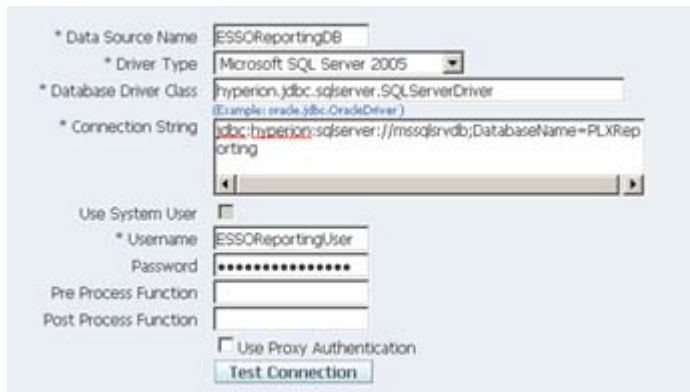 * Data Source Name ESSOReportingDB
* Driver Type Microsoft SQL Server 2005
* Database Driver Class hyperion.jdbc.sqlserver.SQLServerDriver
(Example: oracle.jdbc.OracleDriver)
* Connection String jdbc:hyperion:sqlserver://mssqlsrvdb;DatabaseName=PLXRep
orting
Use System User
* Username ESSOReportingUser
Password ●●●●●●●●●●●●●●●
Pre Process Function
Post Process Function
Use Proxy Authentication
Test Connection